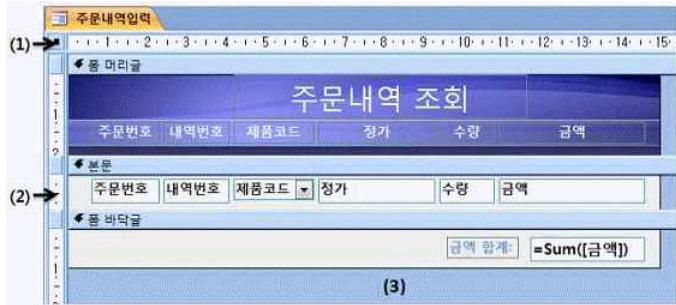 주문내역입력
(1) 1 2 3 4 5 6 7 8 9 10 11 12 13 14 15
폼 머리글
주문내역 조회
주문번호 내역번호 제품코드 정가 수량 금액
본문
(2) 주문번호 내역번호 제품코드 정가 수량 금액
폼 바닥글
금액 합계: =Sum([금액])
(3)